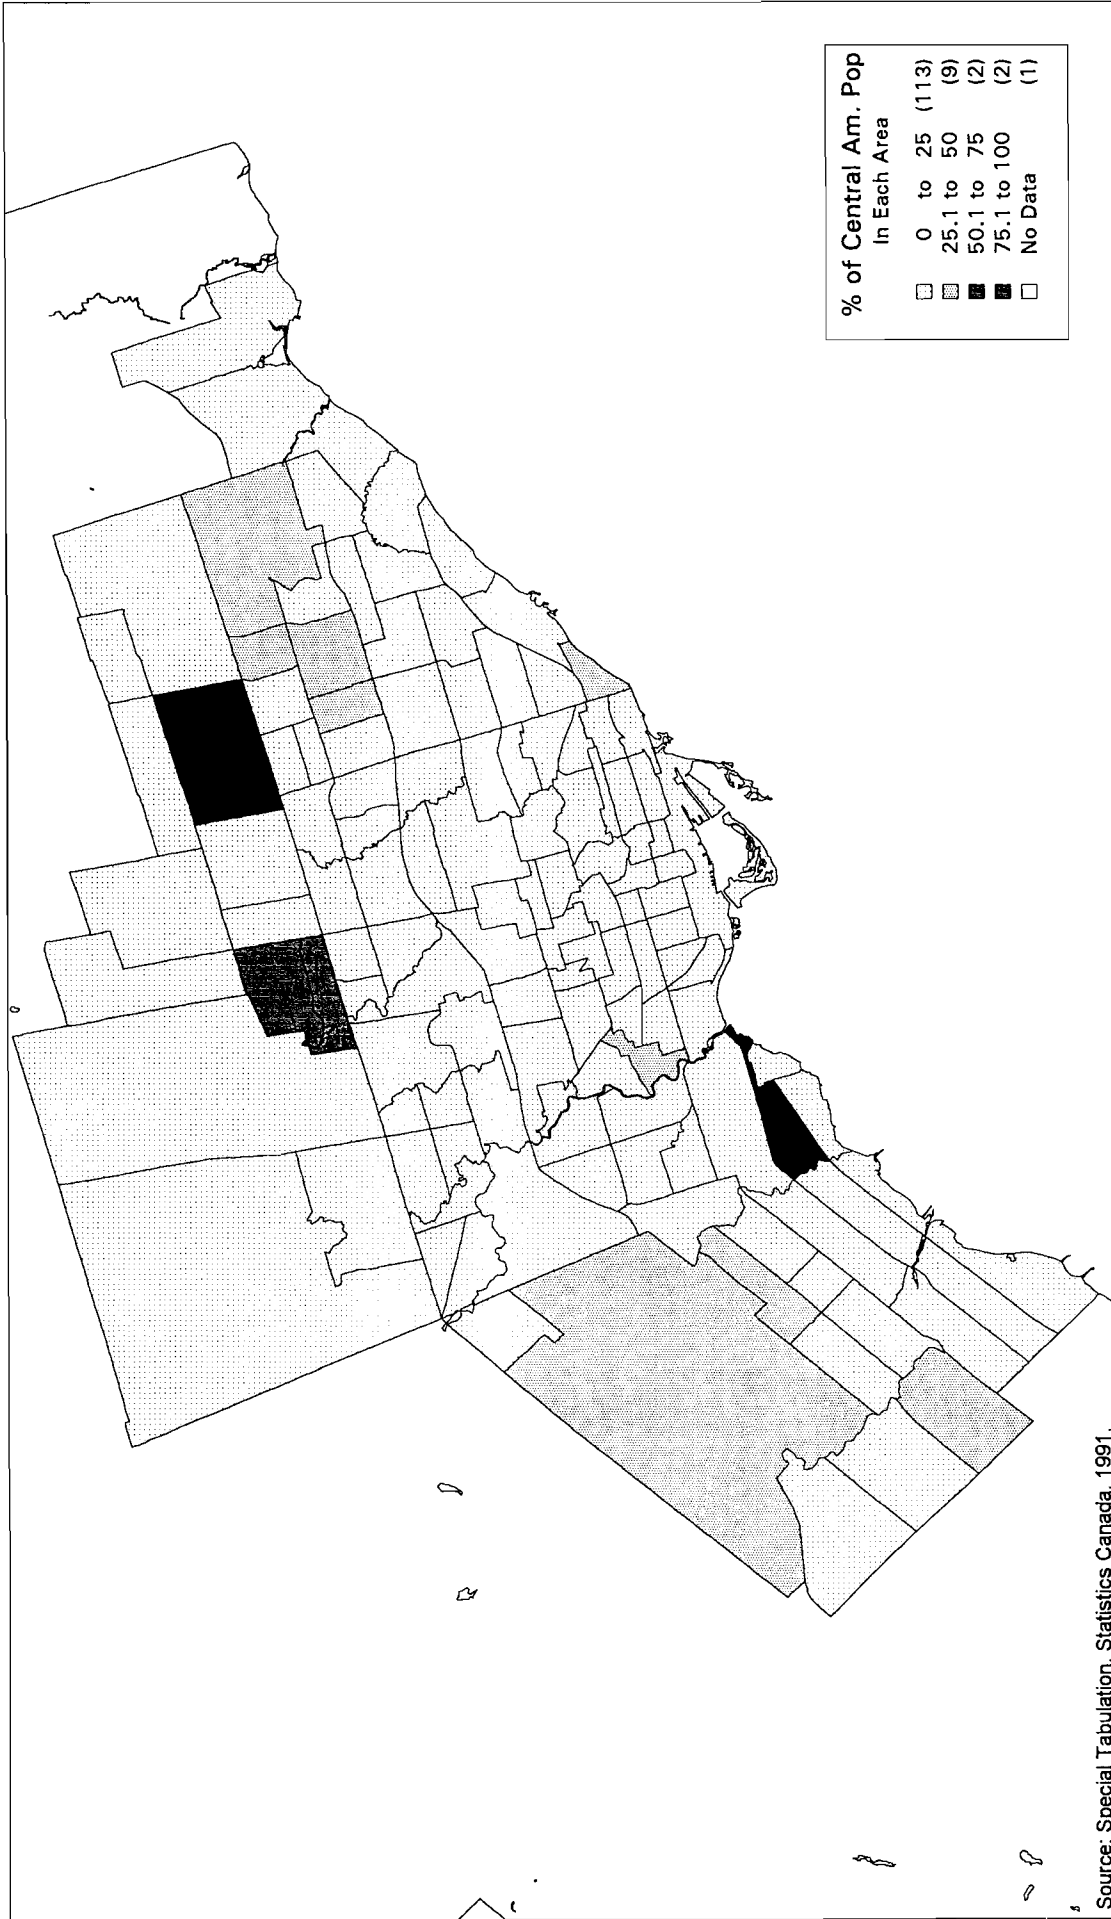 % of Central Am. Pop
In Each Area
0 to 25 (113)
25.1 to 50 (9)
50.1 to 75 (2)
75.1 to 100 (2)
No Data (1)
Source: Special Tabulation, Statistics Canada, 1991.